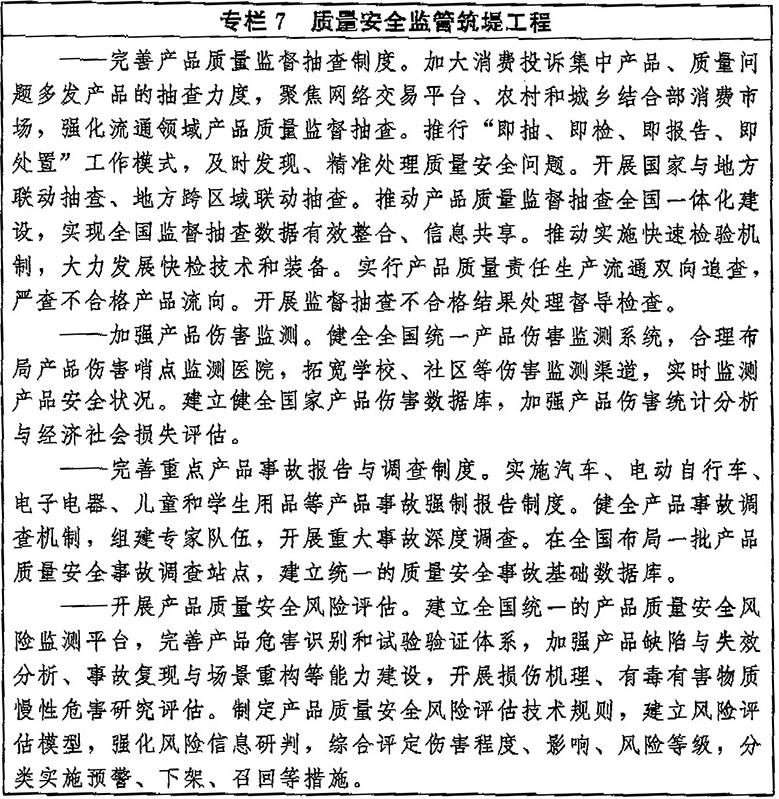 专栏7 质量安全监管筑堤工程
——完善产品质量监督抽查制度。加大消费投诉集中产品、质量问
题多发产品的抽查力度，聚焦网络交易平台、农村和城乡结合部消费市
场，强化流通领域产品质量监督抽查。推行“即抽、即检、即报告、即
处置”工作模式，及时发现、精准处理质量安全问题。开展国家与地方
联动抽查、地方跨区域联动抽查。推动产品质量监督抽查全国一体化建
设，实现全国监督抽查数据有效整合、信息共享。推动实施快速检验机
制，大力发展快检技术和装备。实行产品质量责任生产流通双向追查，
严查不合格产品流向。开展监督抽查不合格结果处理督导检查。
——加强产品伤害监测。健全全国统一产品伤害监测系统，合理布
局产品伤害哨点监测医院，拓宽学校、社区等伤害监测渠道，实时监测
产品安全状况。建立健全国家产品伤害数据库，加强产品伤害统计分析
与经济社会损失评估。
——完善重点产品事故报告与调查制度。实施汽车、电动自行车、
电子电器、儿童和学生用品等产品事故强制报告制度。健全产品事故调
查机制，组建专家队伍，开展重大事故深度调查。在全国布局一批产品
质量安全事故调查站点，建立统一的质量安全事故基础数据库。
——开展产品质量安全风险评估。建立全国统一的产品质量安全风
险监测平台，完善产品危害识别和试验验证体系，加强产品缺陷与失效
分析、事故复现与场景重构等能力建设，开展损伤机理、有毒有害物质
慢性危害研究评估。制定产品质量安全风险评估技术规则，建立风险评
估模型，强化风险信息研判，综合评定伤害程度、影响、风险等级，分
类实施预警、下架、召回等措施。